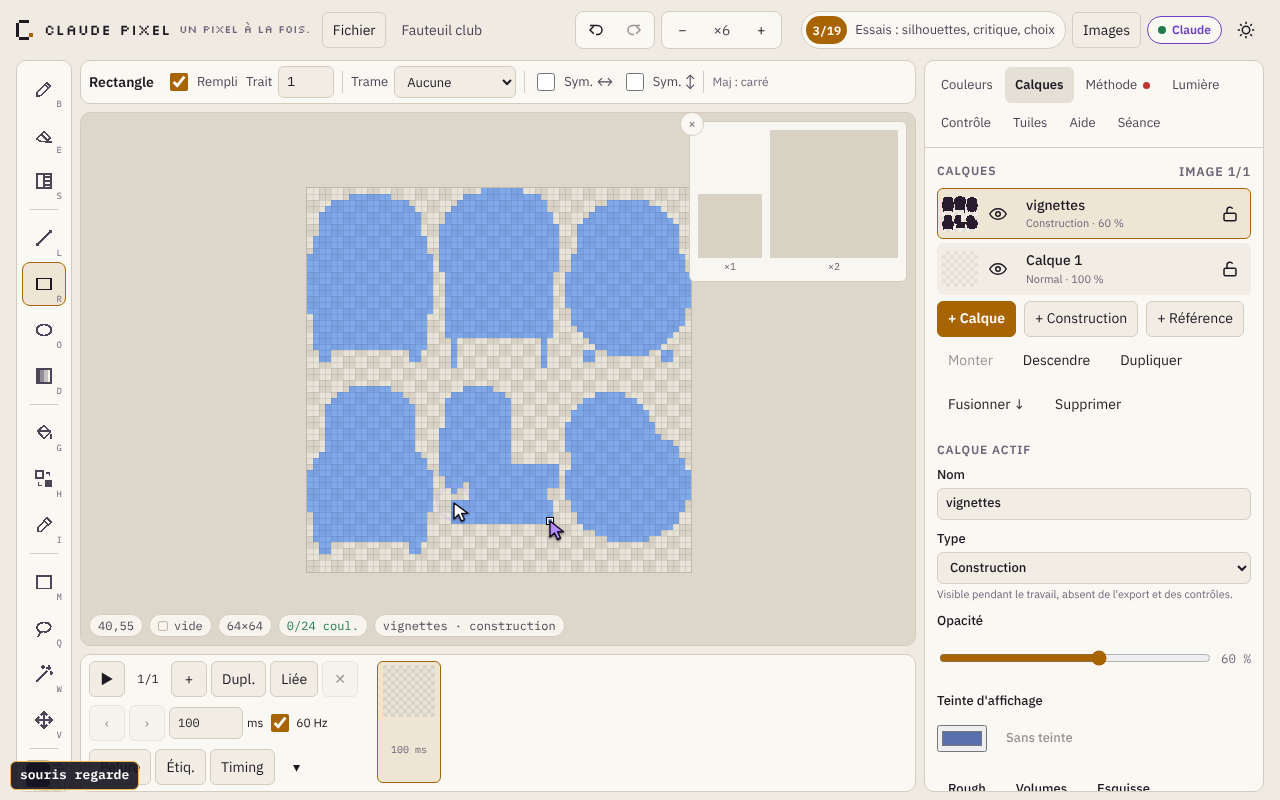 CLAUDE PIXEL UN PIXEL À LA FOIS. Fichier Fauteuil club − ×6 + 3/19 Essais : silhouettes, critique, choix Images Claude
Rectangle Rempli Trait 1 Trame Aucune Sym. ↔ Sym. ↕ Maj : carré
B
E
S
L
R
O
D
G
H
I
M
Q
W
V
×
×1 ×2
40,55 vide 64×64 0/24 coul. vignettes · construction
1/1 + Dupl. Liée ×
‹ › 100 ms 60 Hz
Étiq. Timing ▼
100 ms
souris regarde
Couleurs Calques Méthode Lumière
Contrôle Tuiles Aide Séance
CALQUES IMAGE 1/1
vignettes
Construction · 60 %
Calque 1
Normal · 100 %
+ Calque + Construction + Référence
Monter Descendre Dupliquer
Fusionner ↓ Supprimer
CALQUE ACTIF
Nom
vignettes
Type
Construction
Visible pendant le travail, absent de l'export et des contrôles.
Opacité
60 %
Teinte d'affichage
Sans teinte
Rough Volumes Esquisse